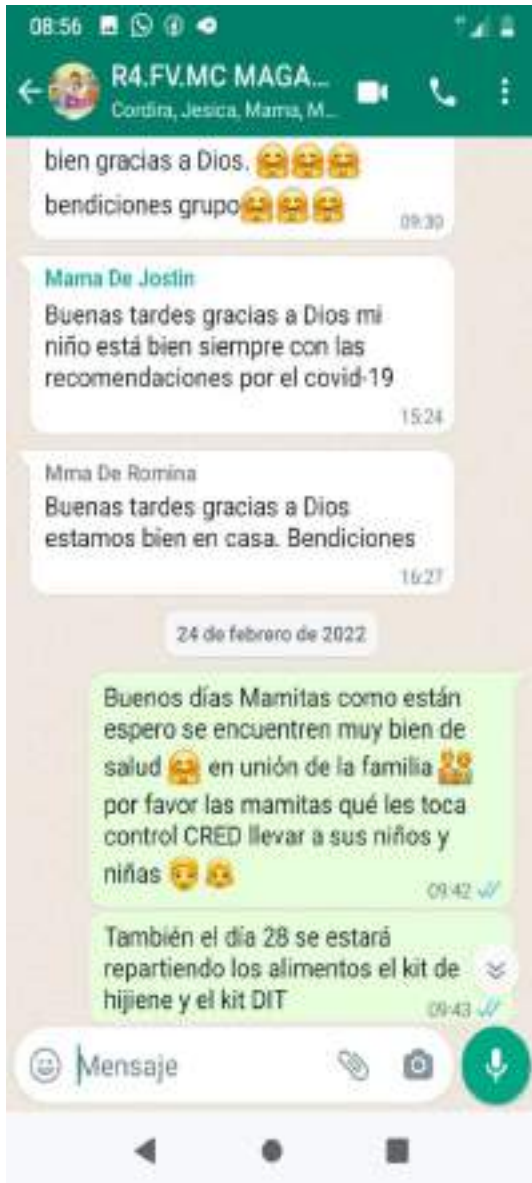 08:56
R4.FV.MC MAGA...
Cordira, Jesica, Mama, M...
bien gracias a Dios. 🤗🤗🤗
bendiciones grupo🤗🤗🤗
09:30
Mama De Jostin
Buenas tardes gracias a Dios mi
niño está bien siempre con las
recomendaciones por el covid-19
15:24
Mma De Romina
Buenas tardes gracias a Dios
estamos bien en casa. Bendiciones
16:27
24 de febrero de 2022
Buenos días Mamitas como están
espero se encuentren muy bien de
salud 🤗 en unión de la familia 👨‍👩‍👧‍👦
por favor las mamitas qué les toca
control CRED llevar a sus niños y
niñas 👦 👧
09:42
También el día 28 se estará
repartiendo los alimentos el kit de
hijiene y el kit DIT
09:43
Mensaje